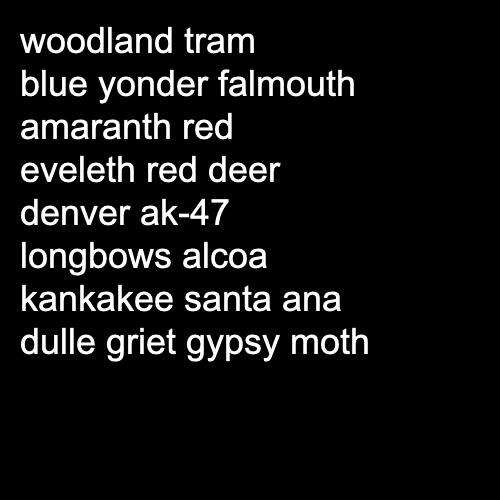 woodland tram
blue yonder falmouth
amaranth red
eveleth red deer
denver ak-47
longbows alcoa
kankakee santa ana
dulle griet gypsy moth